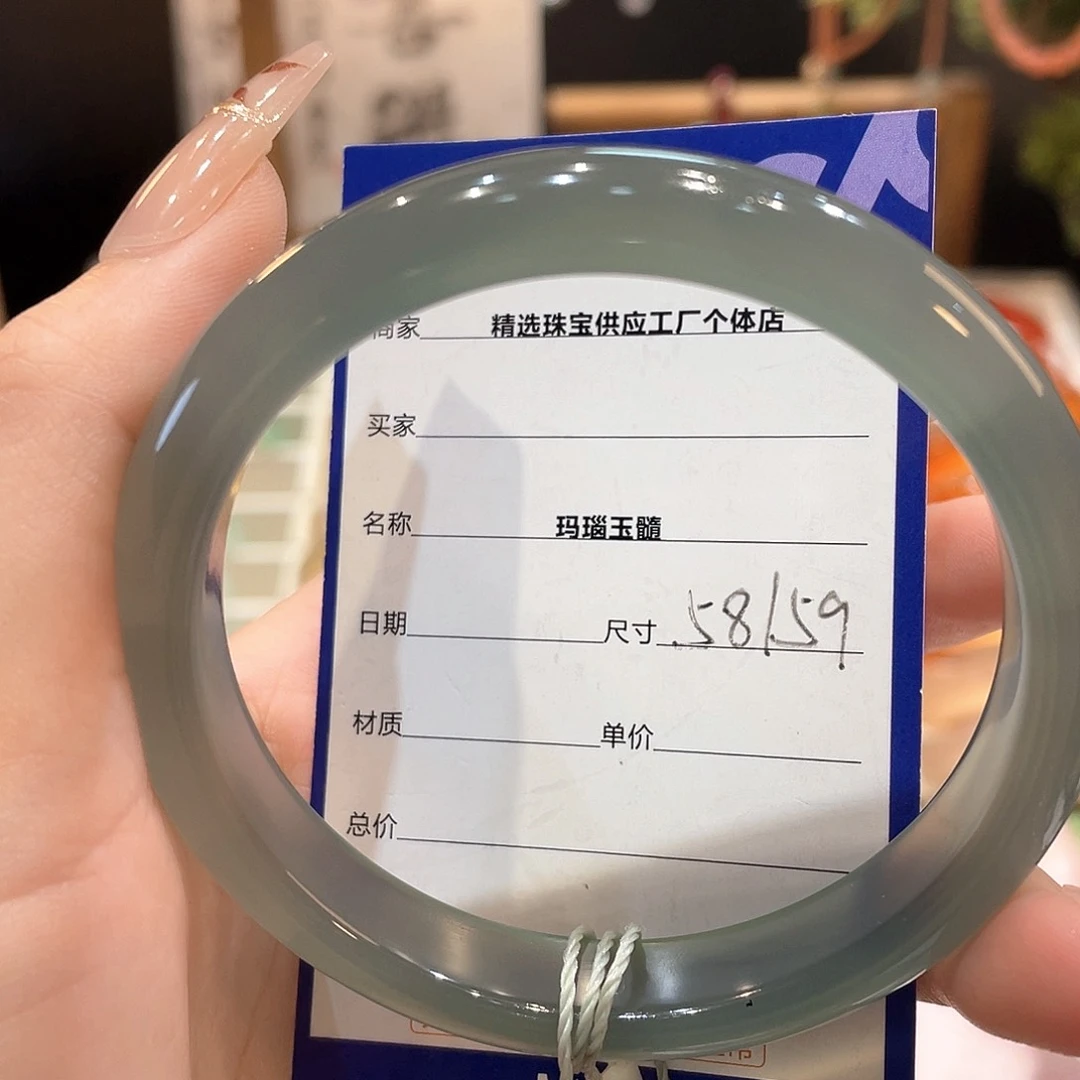 商家 精选珠宝供应工厂个体店
买家
名称 玛瑙玉髓
日期 尺寸 58/59
材质 单价
总价